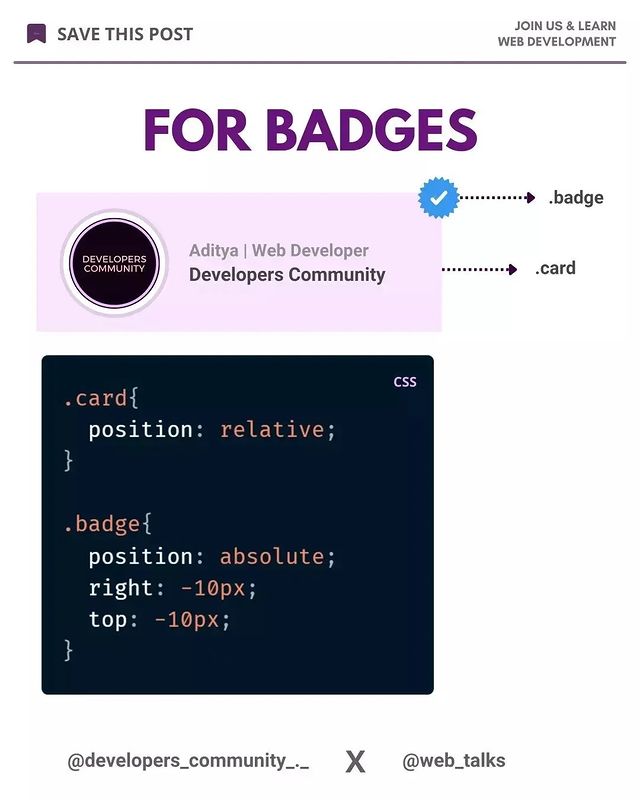 SAVE THIS POST
JOIN US & LEARN
WEB DEVELOPMENT
FOR BADGES
.badge
DEVELOPERS
COMMUNITY
Aditya | Web Developer
Developers Community
.card
CSS
.card{
  position: relative;
}
.badge{
  position: absolute;
  right: -10px;
  top: -10px;
}
@developers_community_._ X @web_talks